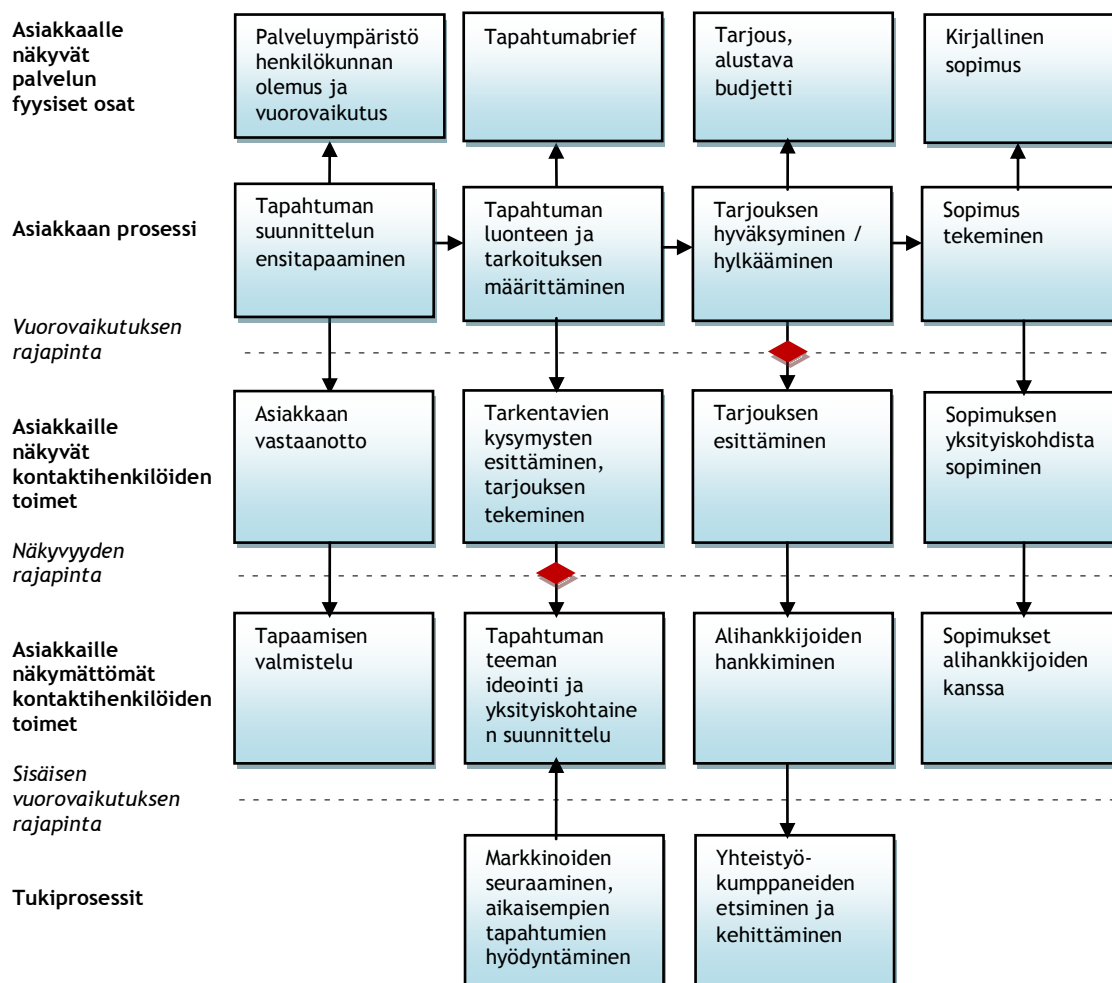 Asiakkaalle
näkyvät
palvelun
fyysiset osat
Palveluympäristö
henkilökunnan
olemus ja
vuorovaikutus
Tapahtumabrief
Tarjous,
alustava
budjetti
Kirjallinen
sopimus
Asiakkaan prosessi
Tapahtuman
suunnittelun
ensitapaaminen
Tapahtuman
luonteen ja
tarkoituksen
määrittäminen
Tarjouksen
hyväksyminen /
hylkääminen
Sopimus
tekeminen
Vuorovaikutuksen
rajapinta
Asiakkaille
näkyvät
kontaktihenkilöiden
toimet
Asiakkaan
vastaanotto
Tarkentavien
kysymysten
esittäminen,
tarjouksen
tekeminen
Tarjouksen
esittäminen
Sopimuksen
yksityiskohdista
sopiminen
Näkyvyyden
rajapinta
Asiakkaille
näkymättömät
kontaktihenkilöiden
toimet
Tapaamisen
valmistelu
Tapahtuman
teeman
ideointi ja
yksityiskohtaine
n suunnittelu
Alihankkijoiden
hankkiminen
Sopimukset
alihankkijoiden
kanssa
Sisäisen
vuorovaikutuksen
rajapinta
Tukiprosessit
Markkinoiden
seuraaminen,
aikaisempien
tapahtumien
hyödyntäminen
Yhteistyö-
kumppaneiden
etsiminen ja
kehittäminen